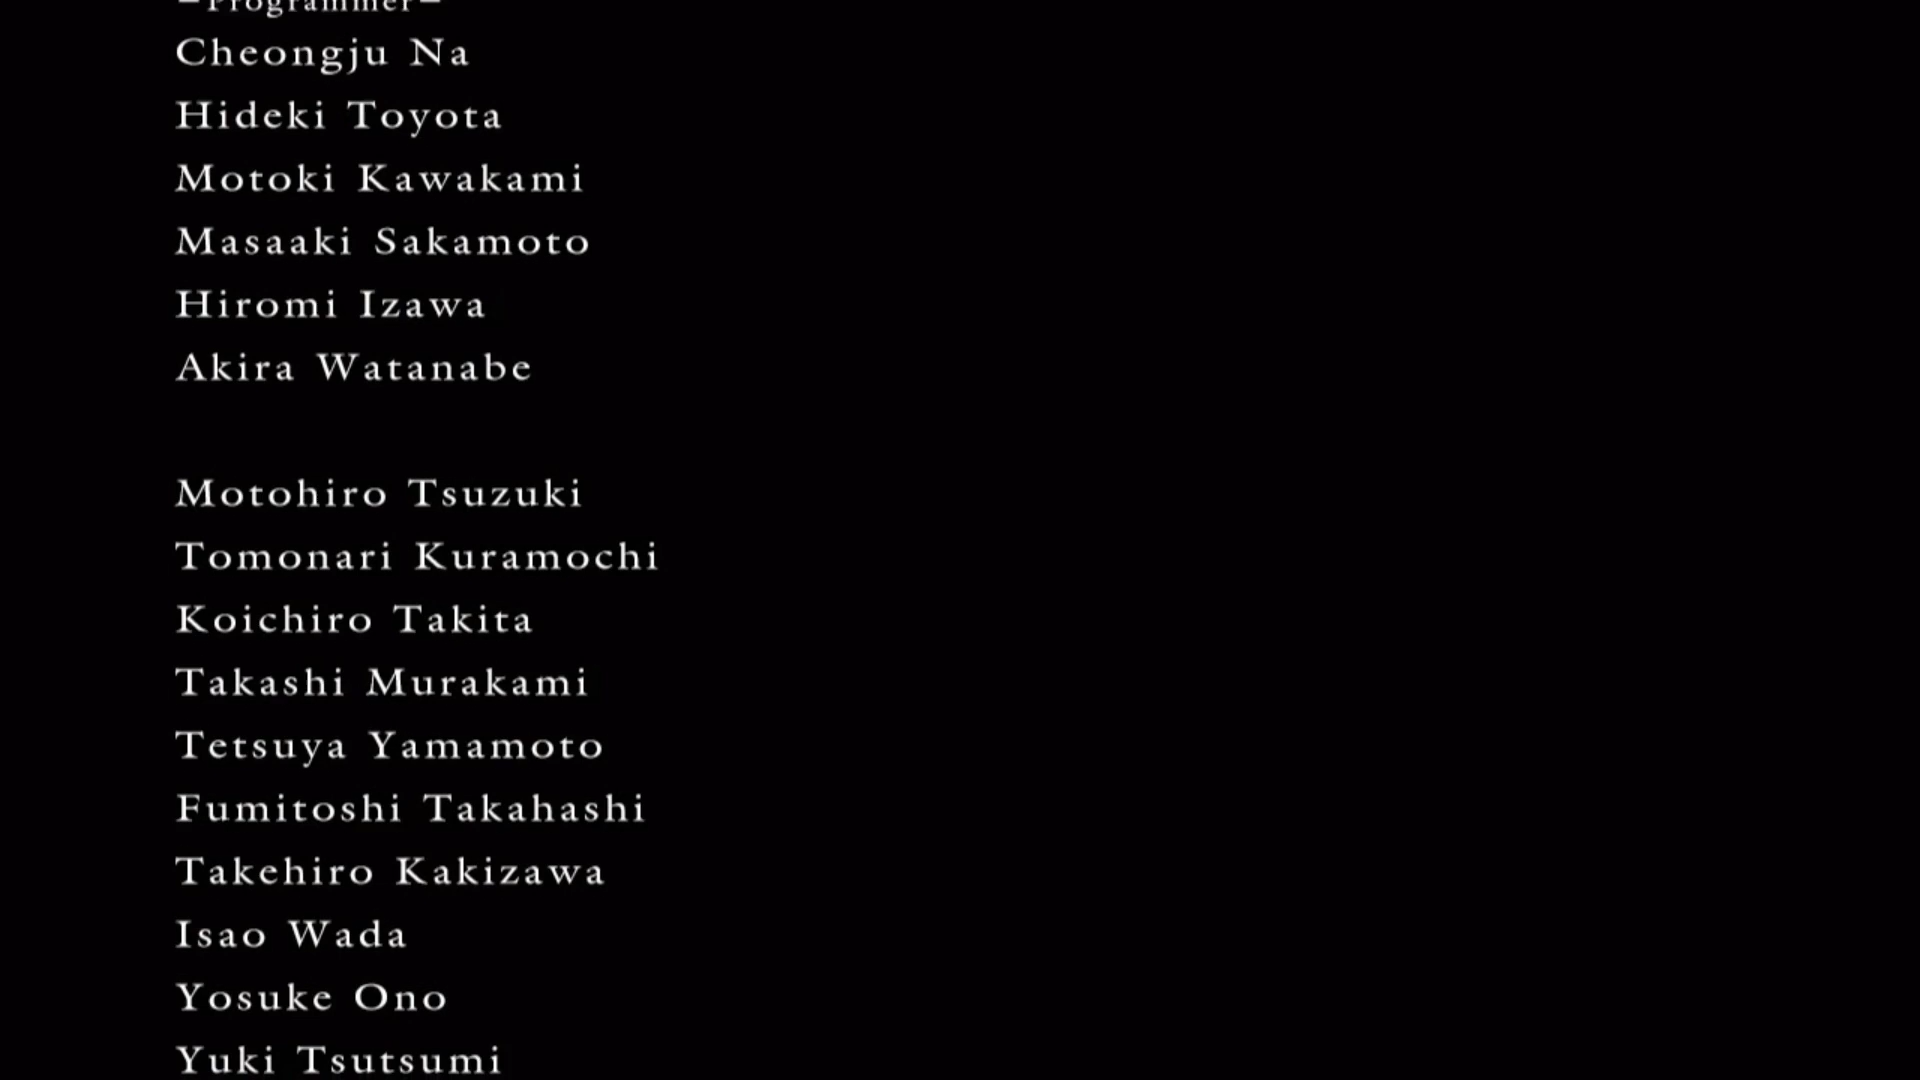 —Programmer—
Cheongju Na
Hideki Toyota
Motoki Kawakami
Masaaki Sakamoto
Hiromi Izawa
Akira Watanabe
Motohiro Tsuzuki
Tomonari Kuramochi
Koichiro Takita
Takashi Murakami
Tetsuya Yamamoto
Fumitoshi Takahashi
Takehiro Kakizawa
Isao Wada
Yosuke Ono
Yuki Tsutsumi